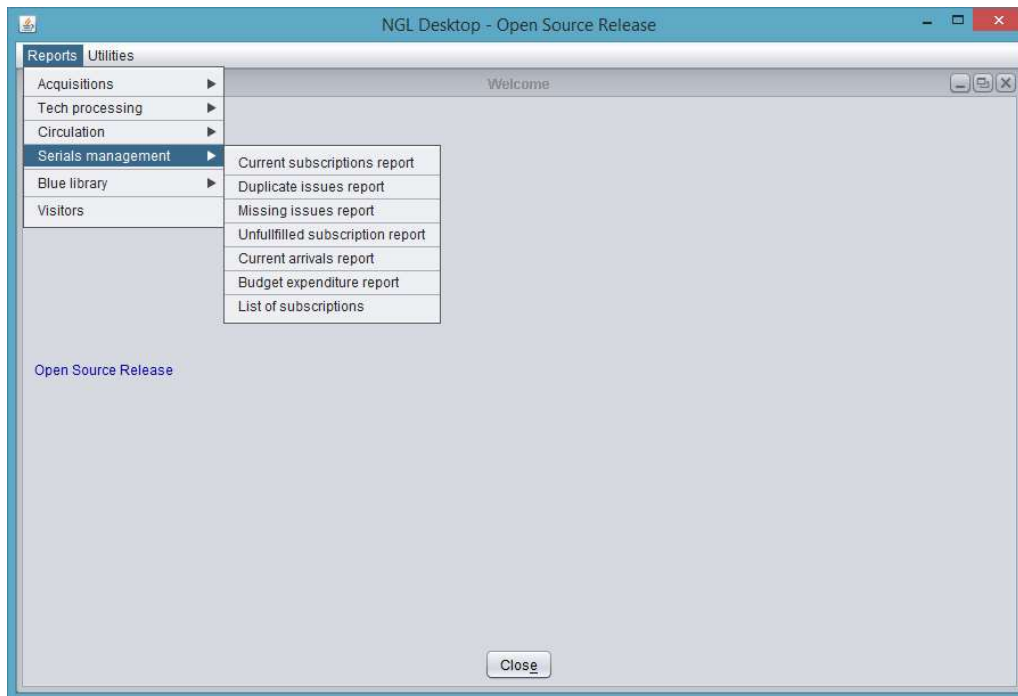 NGL Desktop - Open Source Release
Reports Utilities
Welcome
Acquisitions
Tech processing
Circulation
Serials management
Blue library
Visitors
Current subscriptions report
Duplicate issues report
Missing issues report
Unfullfilled subscription report
Current arrivals report
Budget expenditure report
List of subscriptions
Open Source Release
Close